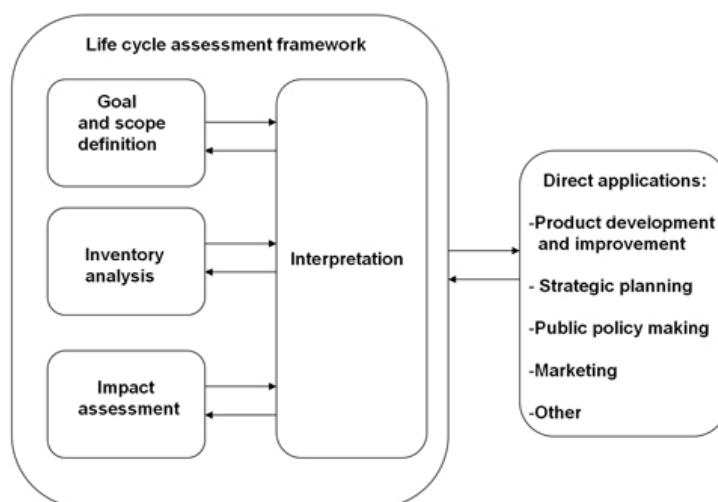 Life cycle assessment framework
Goal
and scope
definition
Inventory
analysis
Impact
assessment
Interpretation
Direct applications:
-Product development
and improvement
- Strategic planning
-Public policy making
-Marketing
-Other